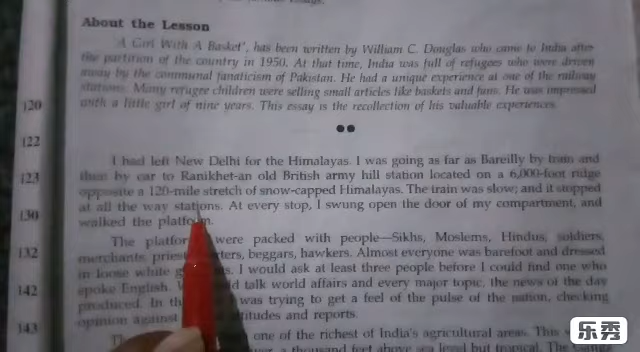 About the Lesson
'A Girl With A Basket', has been written by William C. Douglas who came to India after
the partition of the country in 1950. At that time, India was full of refugees who were driven
away by the communal fanaticism of Pakistan. He had a unique experience at one of the railway
stations. Many refugee children were selling small articles like baskets and fans. He was impressed
with a little girl of nine years. This essay is the recollection of his valuable experiences.
120
122
I had left New Delhi for the Himalayas. I was going as far as Bareilly by train and
123
then by car to Ranikhet-an old British army hill station located on a 6,000-foot ridge
opposite a 120-mile stretch of snow-capped Himalayas. The train was slow; and it stopped
130
at all the way stations. At every stop, I swung open the door of my compartment, and
walked the platform.
The platforms were packed with people—Sikhs, Moslems, Hindus, soldiers,
132
merchants, beggars, hawkers. Almost everyone was barefoot and dressed
in loose white I would ask at least three people before I could find one who
142
spoke English. talk world affairs and every major topic, the news of the day
produced. In was trying to get a feel of the pulse of the nation, checking
opinion against and reports.
143
one of the richest of India's agricultural areas. This
a thousand feet above sea level but tropical. The
乐秀